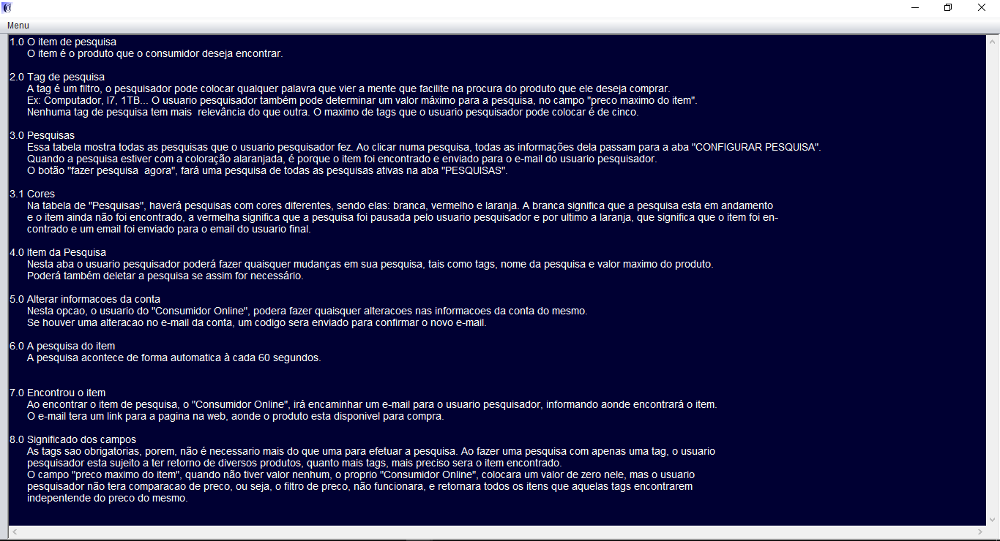 Menu
1.0 O item de pesquisa
O item é o produto que o consumidor deseja encontrar.
2.0 Tag de pesquisa
A tag é um filtro, o pesquisador pode colocar qualquer palavra que vier a mente que facilite na procura do produto que ele deseja comprar.
Ex: Computador, I7, 1TB... O usuario pesquisador também pode determinar um valor máximo para a pesquisa, no campo "preco maximo do item".
Nenhuma tag de pesquisa tem mais  relevância do que outra. O maximo de tags que o usuario pesquisador pode colocar é de cinco.
3.0 Pesquisas
Essa tabela mostra todas as pesquisas que o usuario pesquisador fez. Ao clicar numa pesquisa, todas as informações dela passam para a aba "CONFIGURAR PESQUISA".
Quando a pesquisa estiver com a coloração alaranjada, é porque o item foi encontrado e enviado para o e-mail do usuario pesquisador.
O botão "fazer pesquisa  agora", fará uma pesquisa de todas as pesquisas ativas na aba "PESQUISAS".
3.1 Cores
Na tabela de "Pesquisas", haverá pesquisas com cores diferentes, sendo elas: branca, vermelho e laranja. A branca significa que a pesquisa esta em andamento
e o item ainda não foi encontrado, a vermelha significa que a pesquisa foi pausada pelo usuario pesquisador e por ultimo a laranja, que significa que o item foi en-
contrado e um email foi enviado para o email do usuario final.
4.0 Item da Pesquisa
Nesta aba o usuario pesquisador poderá fazer quaisquer mudanças em sua pesquisa, tais como tags, nome da pesquisa e valor maximo do produto.
Poderá também deletar a pesquisa se assim for necessário.
5.0 Alterar informacoes da conta
Nesta opcao, o usuario do "Consumidor Online", podera fazer quaisquer alteracoes nas informacoes da conta do mesmo.
Se houver uma alteracao no e-mail da conta, um codigo sera enviado para confirmar o novo e-mail.
6.0 A pesquisa do item
A pesquisa acontece de forma automatica à cada 60 segundos.
7.0 Encontrou o item
Ao encontrar o item de pesquisa, o "Consumidor Online", irá encaminhar um e-mail para o usuario pesquisador, informando aonde encontrará o item.
O e-mail tera um link para a pagina na web, aonde o produto esta disponivel para compra.
8.0 Significado dos campos
As tags sao obrigatorias, porem, não é necessario mais do que uma para efetuar a pesquisa. Ao fazer uma pesquisa com apenas uma tag, o usuario
pesquisador esta sujeito a ter retorno de diversos produtos, quanto mais tags, mais preciso sera o item encontrado.
O campo "preco maximo do item", quando não tiver valor nenhum, o proprio "Consumidor Online", colocara um valor de zero nele, mas o usuario
pesquisador não tera comparacao de preco, ou seja, o filtro de preco, não funcionara, e retornara todos os itens que aquelas tags encontrarem
indepentende do preco do mesmo.